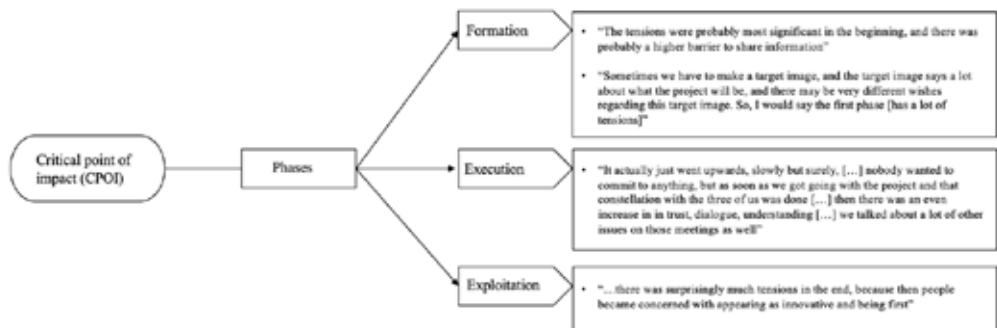 Critical point of
impact (CPOI)
Phases
Formation
• “The tensions were probably most significant in the beginning, and there was
probably a higher barrier to share information”
• “Sometimes we have to make a target image, and the target image says a lot
about what the project will be, and there may be very different wishes
regarding this target image. So, I would say the first phase [has a lot of
tensions]”
Execution
• “It actually just went upwards, slowly but surely, […] nobody wanted to
commit to anything, but as soon as we got going with the project and that
constellation with the three of us was done […] then there was an even
increase in in trust, dialogue, understanding […] we talked about a lot of other
issues on those meetings as well”
Exploitation
• “…there was surprisingly much tensions in the end, because then people
became concerned with appearing as innovative and being first”